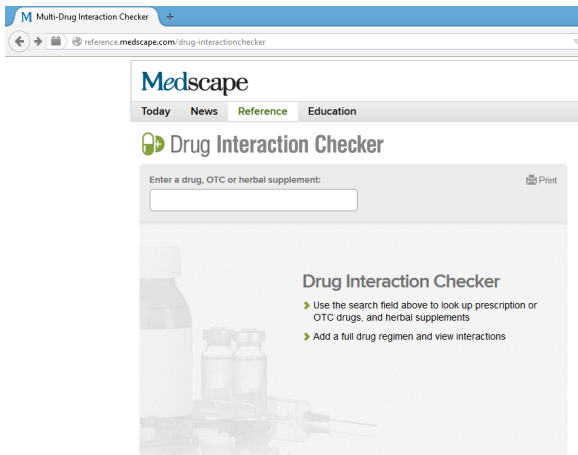 M Multi-Drug Interaction Checker +
reference.medscape.com/drug-interactionchecker
Medscape
Today News Reference Education
Drug Interaction Checker
Enter a drug, OTC or herbal supplement:
Print
Drug Interaction Checker
Use the search field above to look up prescription or
OTC drugs, and herbal supplements
Add a full drug regimen and view interactions